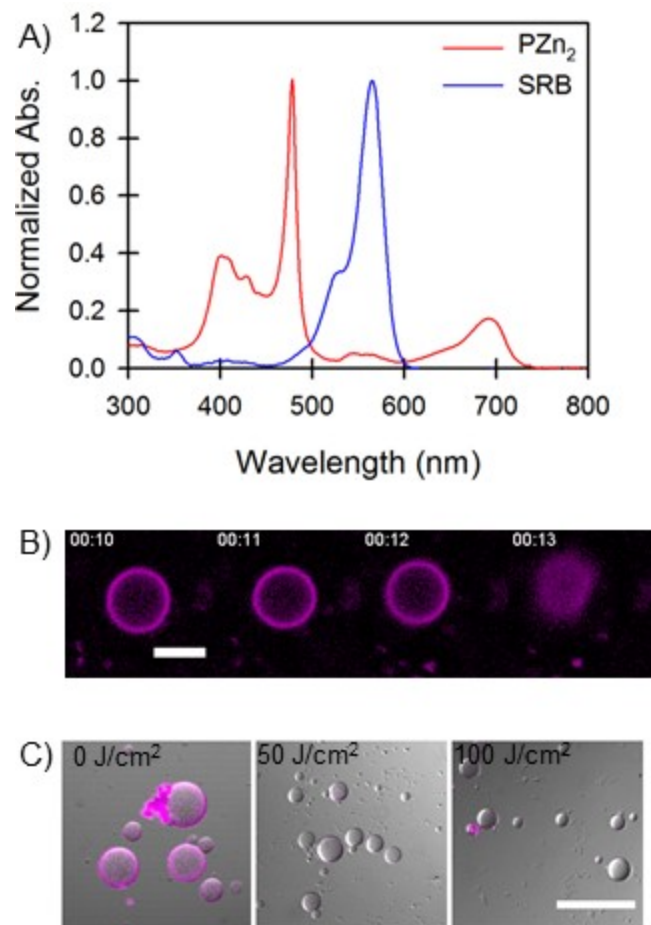 A)
1.2
1.0
0.8
0.6
0.4
0.2
0.0
Normalized Abs.
PZn₂
SRB
300 400 500 600 700 800
Wavelength (nm)
B)
00:10 00:11 00:12 00:13
C)
0 J/cm² 50 J/cm² 100 J/cm²